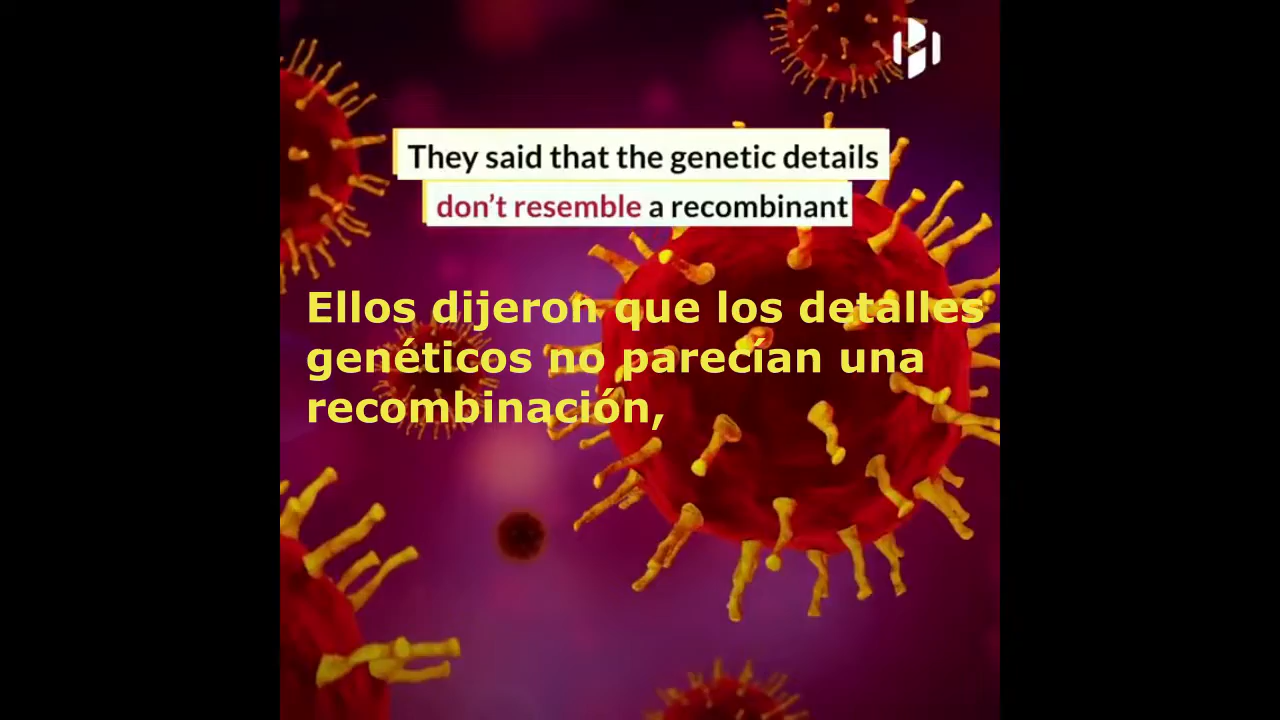 They said that the genetic details
don't resemble a recombinant
Ellos dijeron que los detalles
genéticos no parecían una
recombinación,